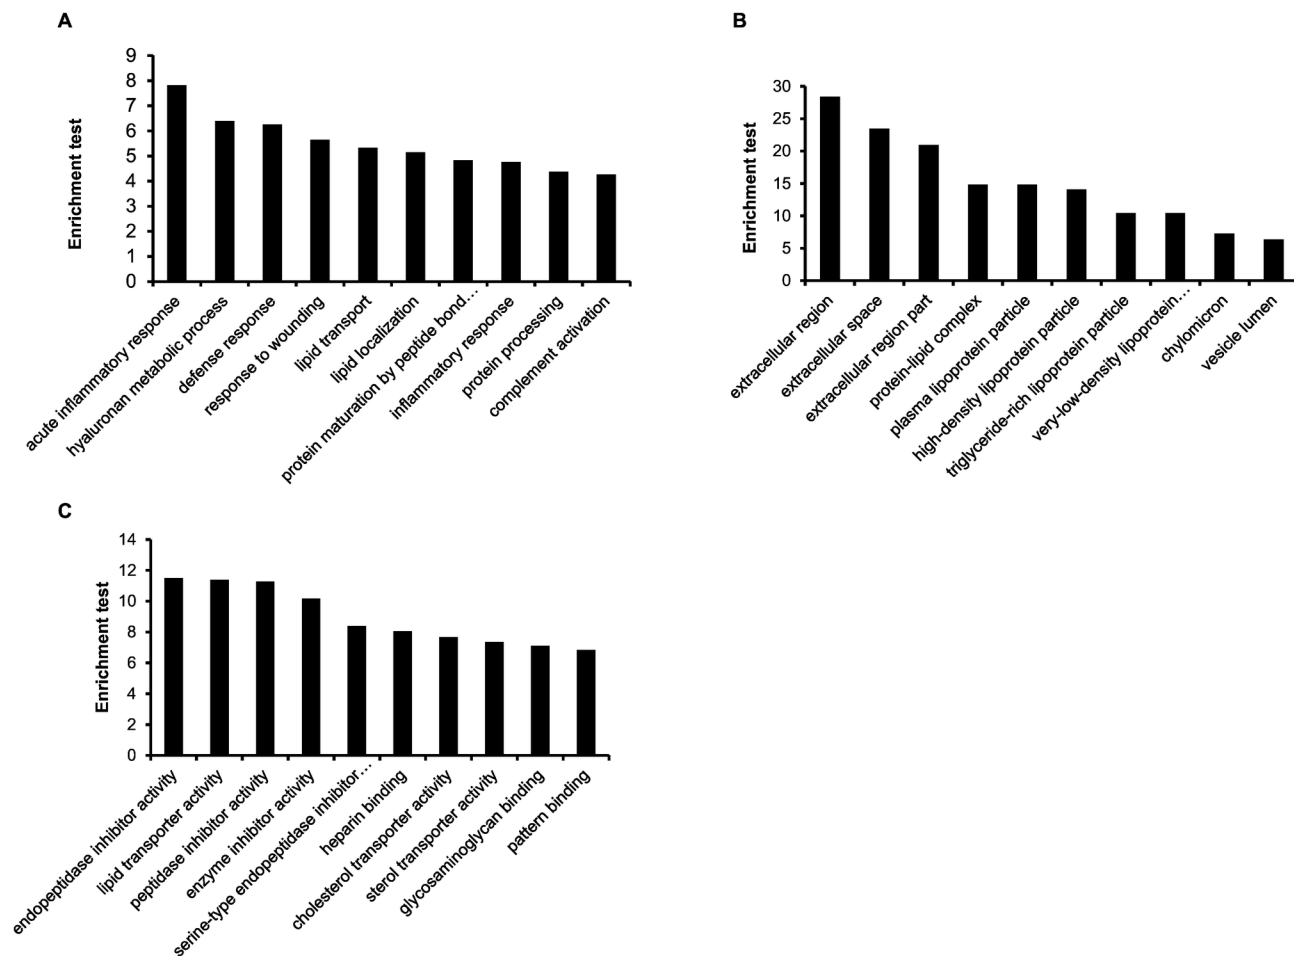 A
Enrichment test
9
8
7
6
5
4
3
2
1
0
acute inflammatory response
hyaluronan metabolic process
defense response
response to wounding
lipid transport
lipid localization
protein maturation by peptide bond…
inflammatory response
protein processing
complement activation
B
Enrichment test
30
25
20
15
10
5
0
extracellular region
extracellular space
extracellular region part
protein-lipid complex
plasma lipoprotein particle
high-density lipoprotein particle
triglyceride-rich lipoprotein particle
very-low-density lipoprotein…
chylomicron
vesicle lumen
C
Enrichment test
14
12
10
8
6
4
2
0
endopeptidase inhibitor activity
lipid transporter activity
peptidase inhibitor activity
enzyme inhibitor activity
serine-type endopeptidase inhibitor…
heparin binding
cholesterol transporter activity
sterol transporter activity
glycosaminoglycan binding
pattern binding